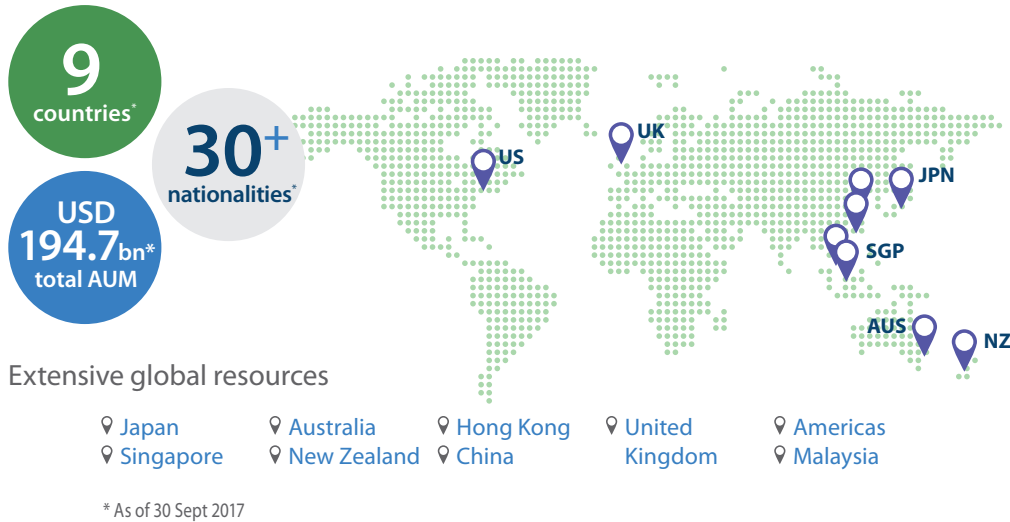 9
countries*
30+
nationalities*
USD
194.7bn*
total AUM
US
UK
JPN
SGP
AUS
NZ
Extensive global resources
Japan
Singapore
Australia
New Zealand
Hong Kong
China
United
Kingdom
Americas
Malaysia
* As of 30 Sept 2017